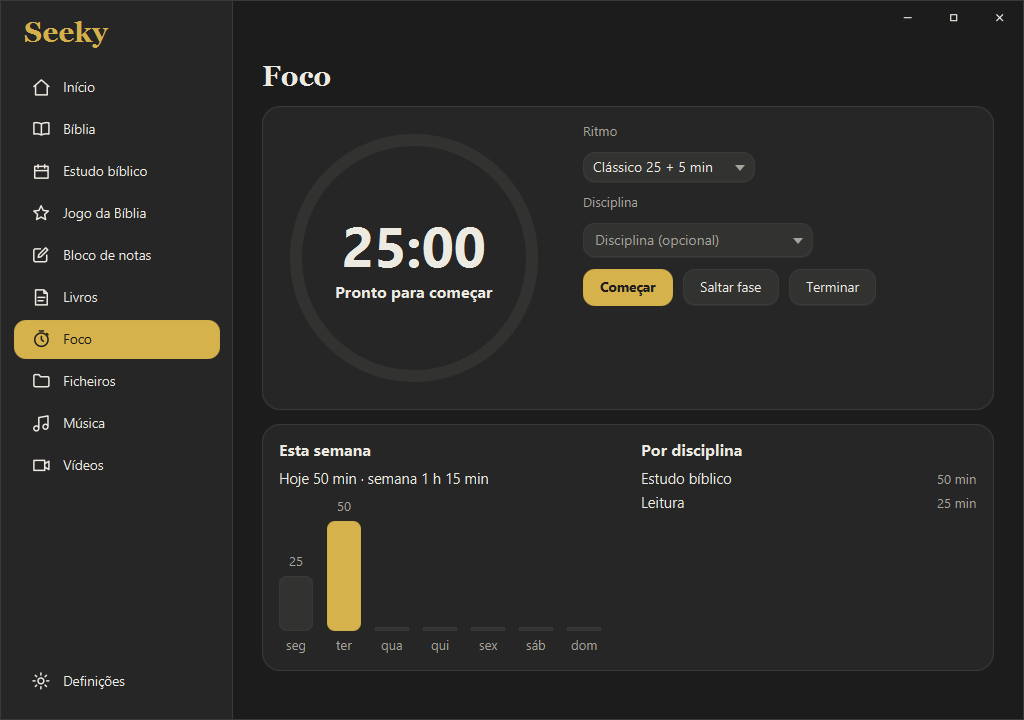 Seeky
Início
Bíblia
Estudo bíblico
Jogo da Bíblia
Bloco de notas
Livros
Foco
Ficheiros
Música
Vídeos
Definições
Foco
25:00
Pronto para começar
Ritmo
Clássico 25 + 5 min
Disciplina
Disciplina (opcional)
Começar Saltar fase Terminar
Esta semana
Hoje 50 min · semana 1 h 15 min
50
25
seg ter qua qui sex sáb dom
Por disciplina
Estudo bíblico 50 min
Leitura 25 min